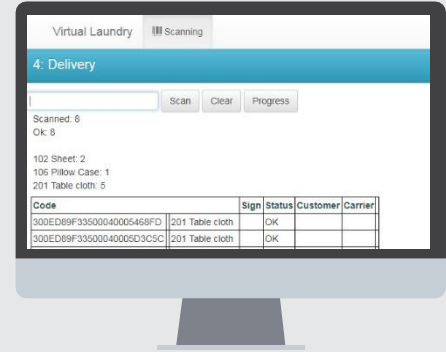 Virtual Laundry Scanning
4: Delivery
Scan Clear Progress
Scanned: 8
Ok: 8
102 Sheet: 2
106 Pillow Case: 1
201 Table cloth: 5
Code Sign Status Customer Carrier
300ED89F33500040005468FD 201 Table cloth OK
300ED89F33500040005D3C5C 201 Table cloth OK